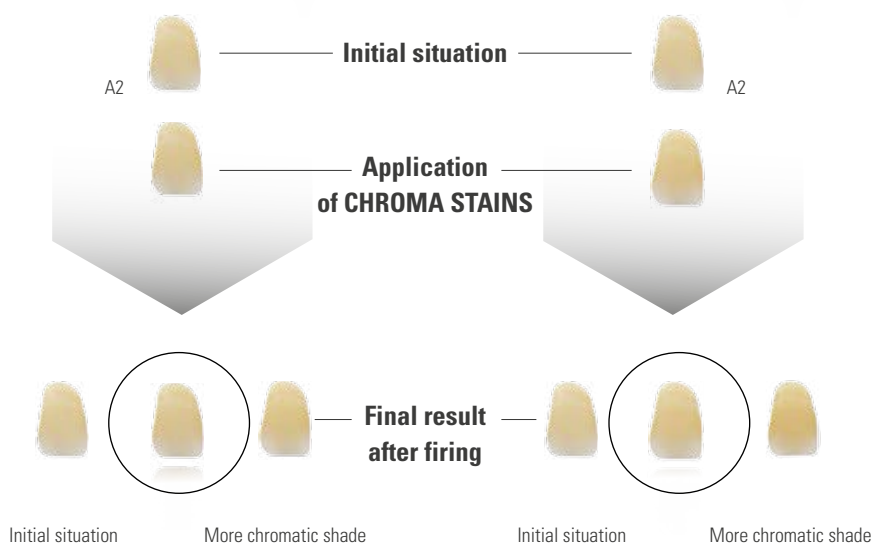 Initial situation
A2
A2
Application
of CHROMA STAINS
Final result
after firing
Initial situation
More chromatic shade
Initial situation
More chromatic shade